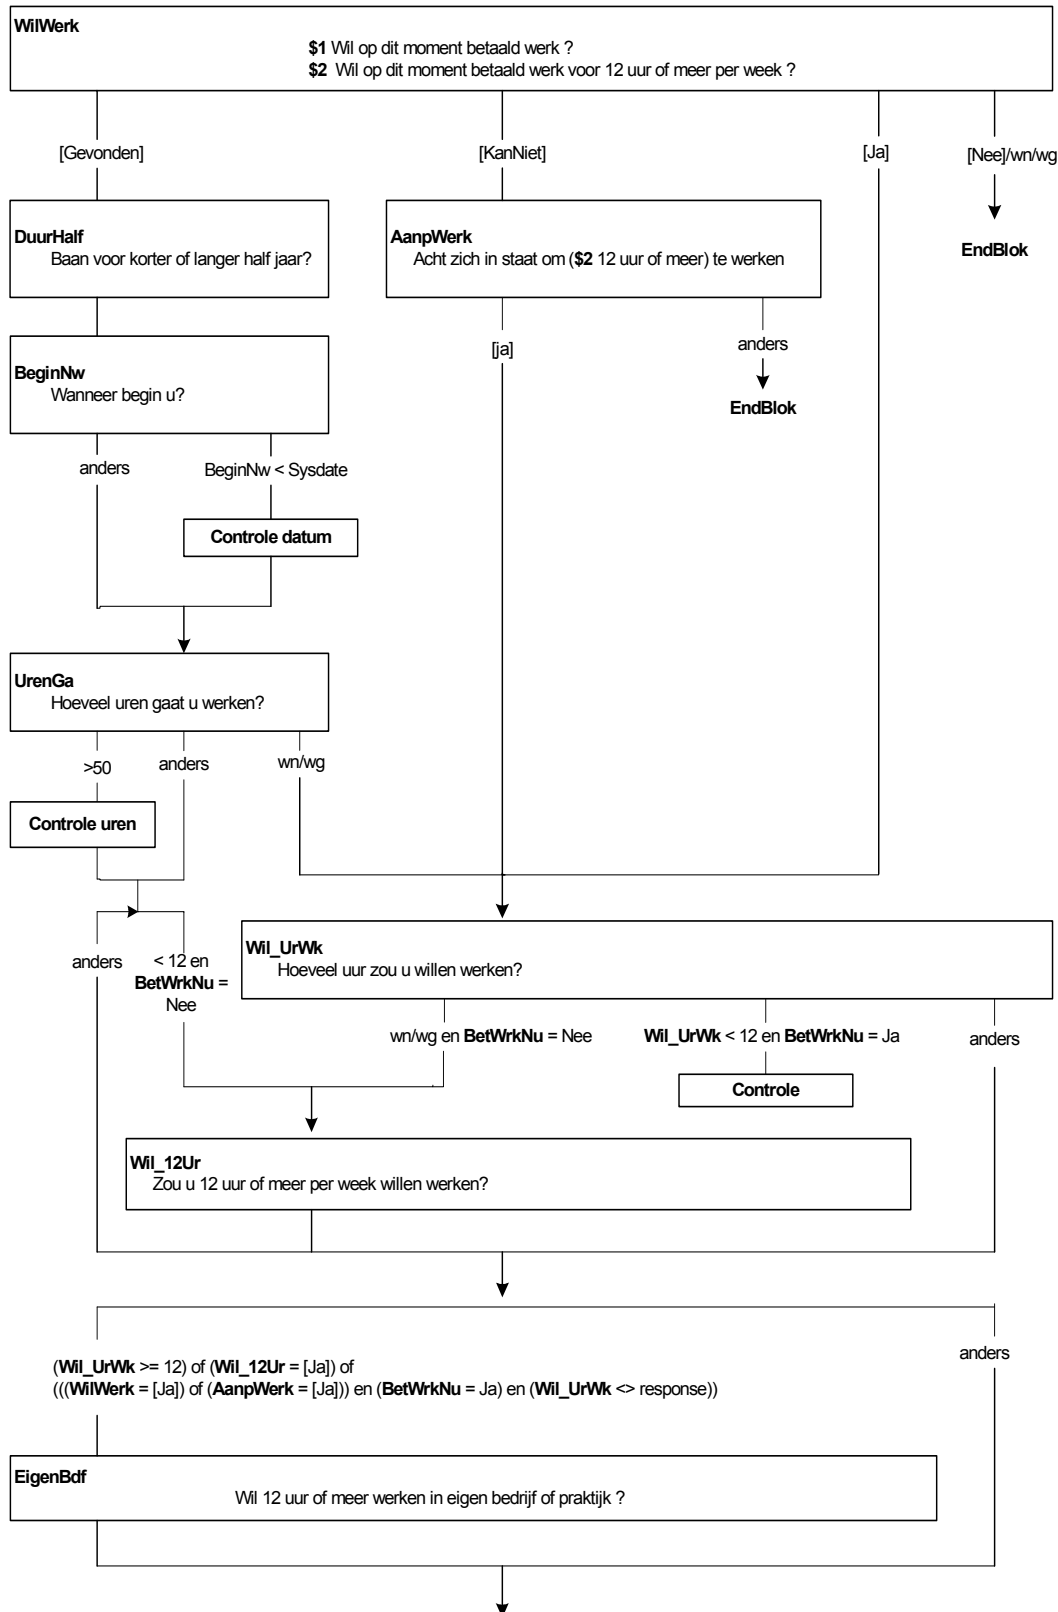 WilWerk
$1 Wil op dit moment betaald werk ?
$2 Wil op dit moment betaald werk voor 12 uur of meer per week ?
[Gevonden]
[KanNiet]
[Ja]
[Nee]/wn/wg
EndBlok
DuurHalf
Baan voor korter of langer half jaar?
AanpWerk
Acht zich in staat om ($2 12 uur of meer) te werken
[ja]
anders
EndBlok
BeginNw
Wanneer begin u?
anders
BeginNw < Sysdate
Controle datum
UrenGa
Hoeveel uren gaat u werken?
>50
anders
wn/wg
Controle uren
anders
< 12 en
BetWrkNu =
Nee
Wil_UrWk
Hoeveel uur zou u willen werken?
wn/wg en BetWrkNu = Nee
Wil_UrWk < 12 en BetWrkNu = Ja
anders
Controle
Wil_12Ur
Zou u 12 uur of meer per week willen werken?
anders
(Wil_UrWk >= 12) of (Wil_12Ur = [Ja]) of
(((WilWerk = [Ja]) of (AanpWerk = [Ja])) en (BetWrkNu = Ja) en (Wil_UrWk <> response))
EigenBdf
Wil 12 uur of meer werken in eigen bedrijf of praktijk ?